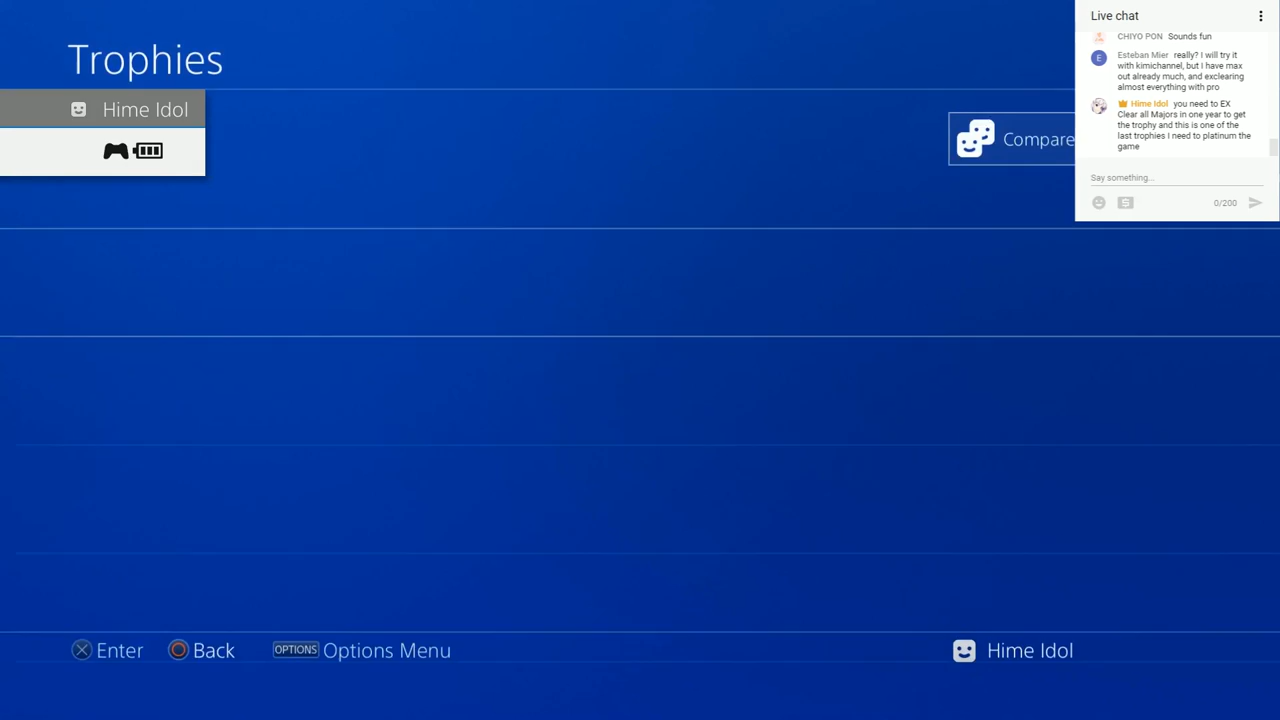 Trophies
Hime Idol
Compare
Live chat
CHIYO PON Sounds fun
Esteban Mier really? I will try it
with kimichannel, but I have max
out already much, and exclearing
almost everything with pro
Hime Idol you need to EX
Clear all Majors in one year to get
the trophy and this is one of the
last trophies I need to platinum the
game
Say something...
0/200
Enter
Back
OPTIONS Options Menu
Hime Idol